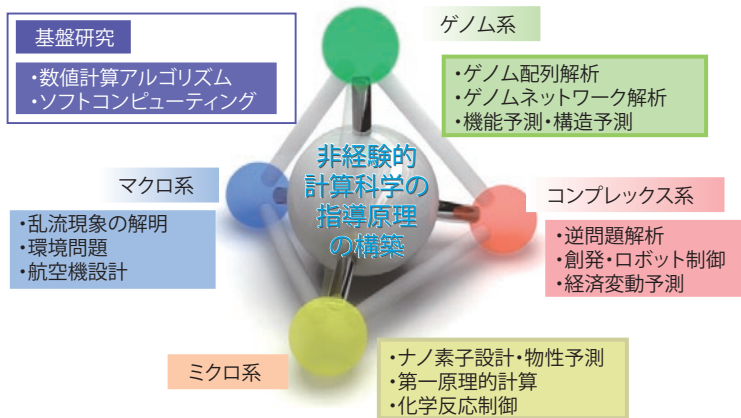 基盤研究
・数値計算アルゴリズム
・ソフトコンピューティング
ゲノム系
・ゲノム配列解析
・ゲノムネットワーク解析
・機能予測・構造予測
非経験的
計算科学の
指導原理
の構築
マクロ系
・乱流現象の解明
・環境問題
・航空機設計
コンプレックス系
・逆問題解析
・創発・ロボット制御
・経済変動予測
ミクロ系
・ナノ素子設計・物性予測
・第一原理的計算
・化学反応制御